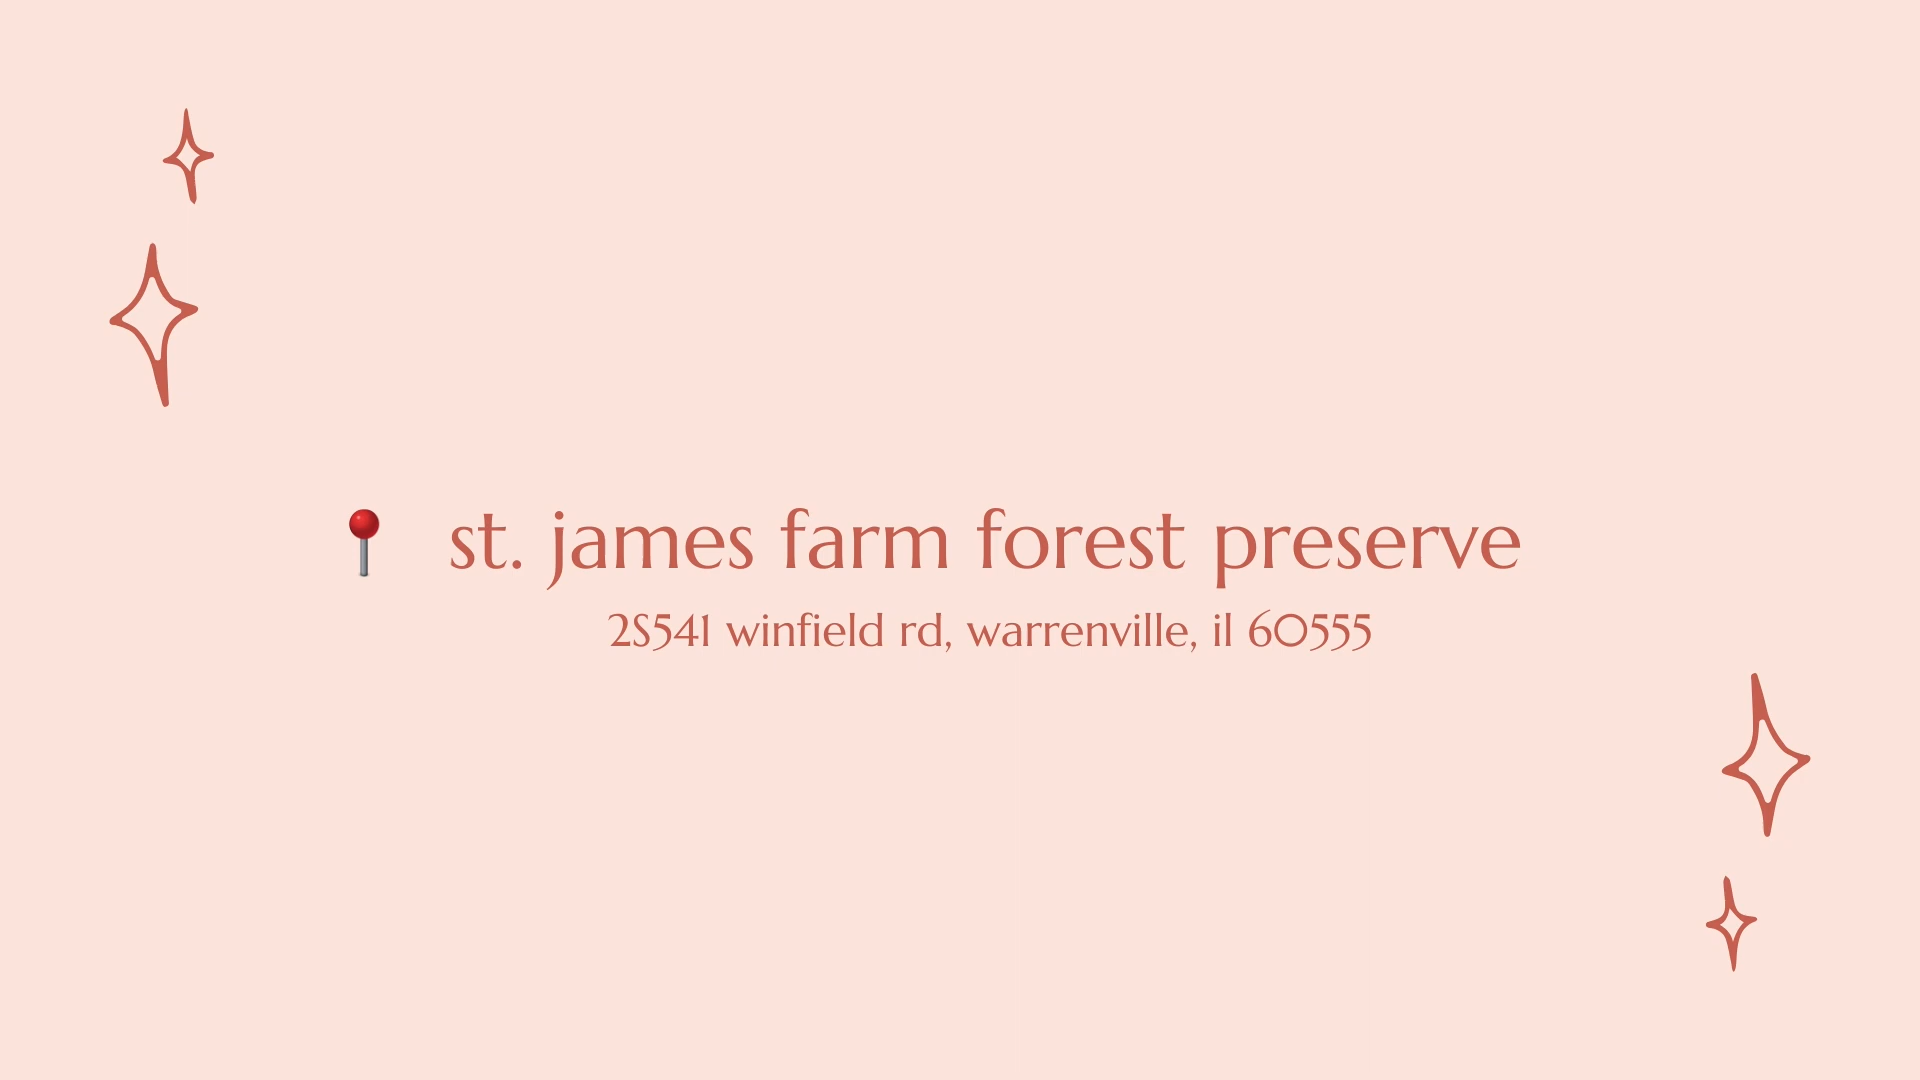 st. james farm forest preserve
2S541 winfield rd, warrenville, il 60555